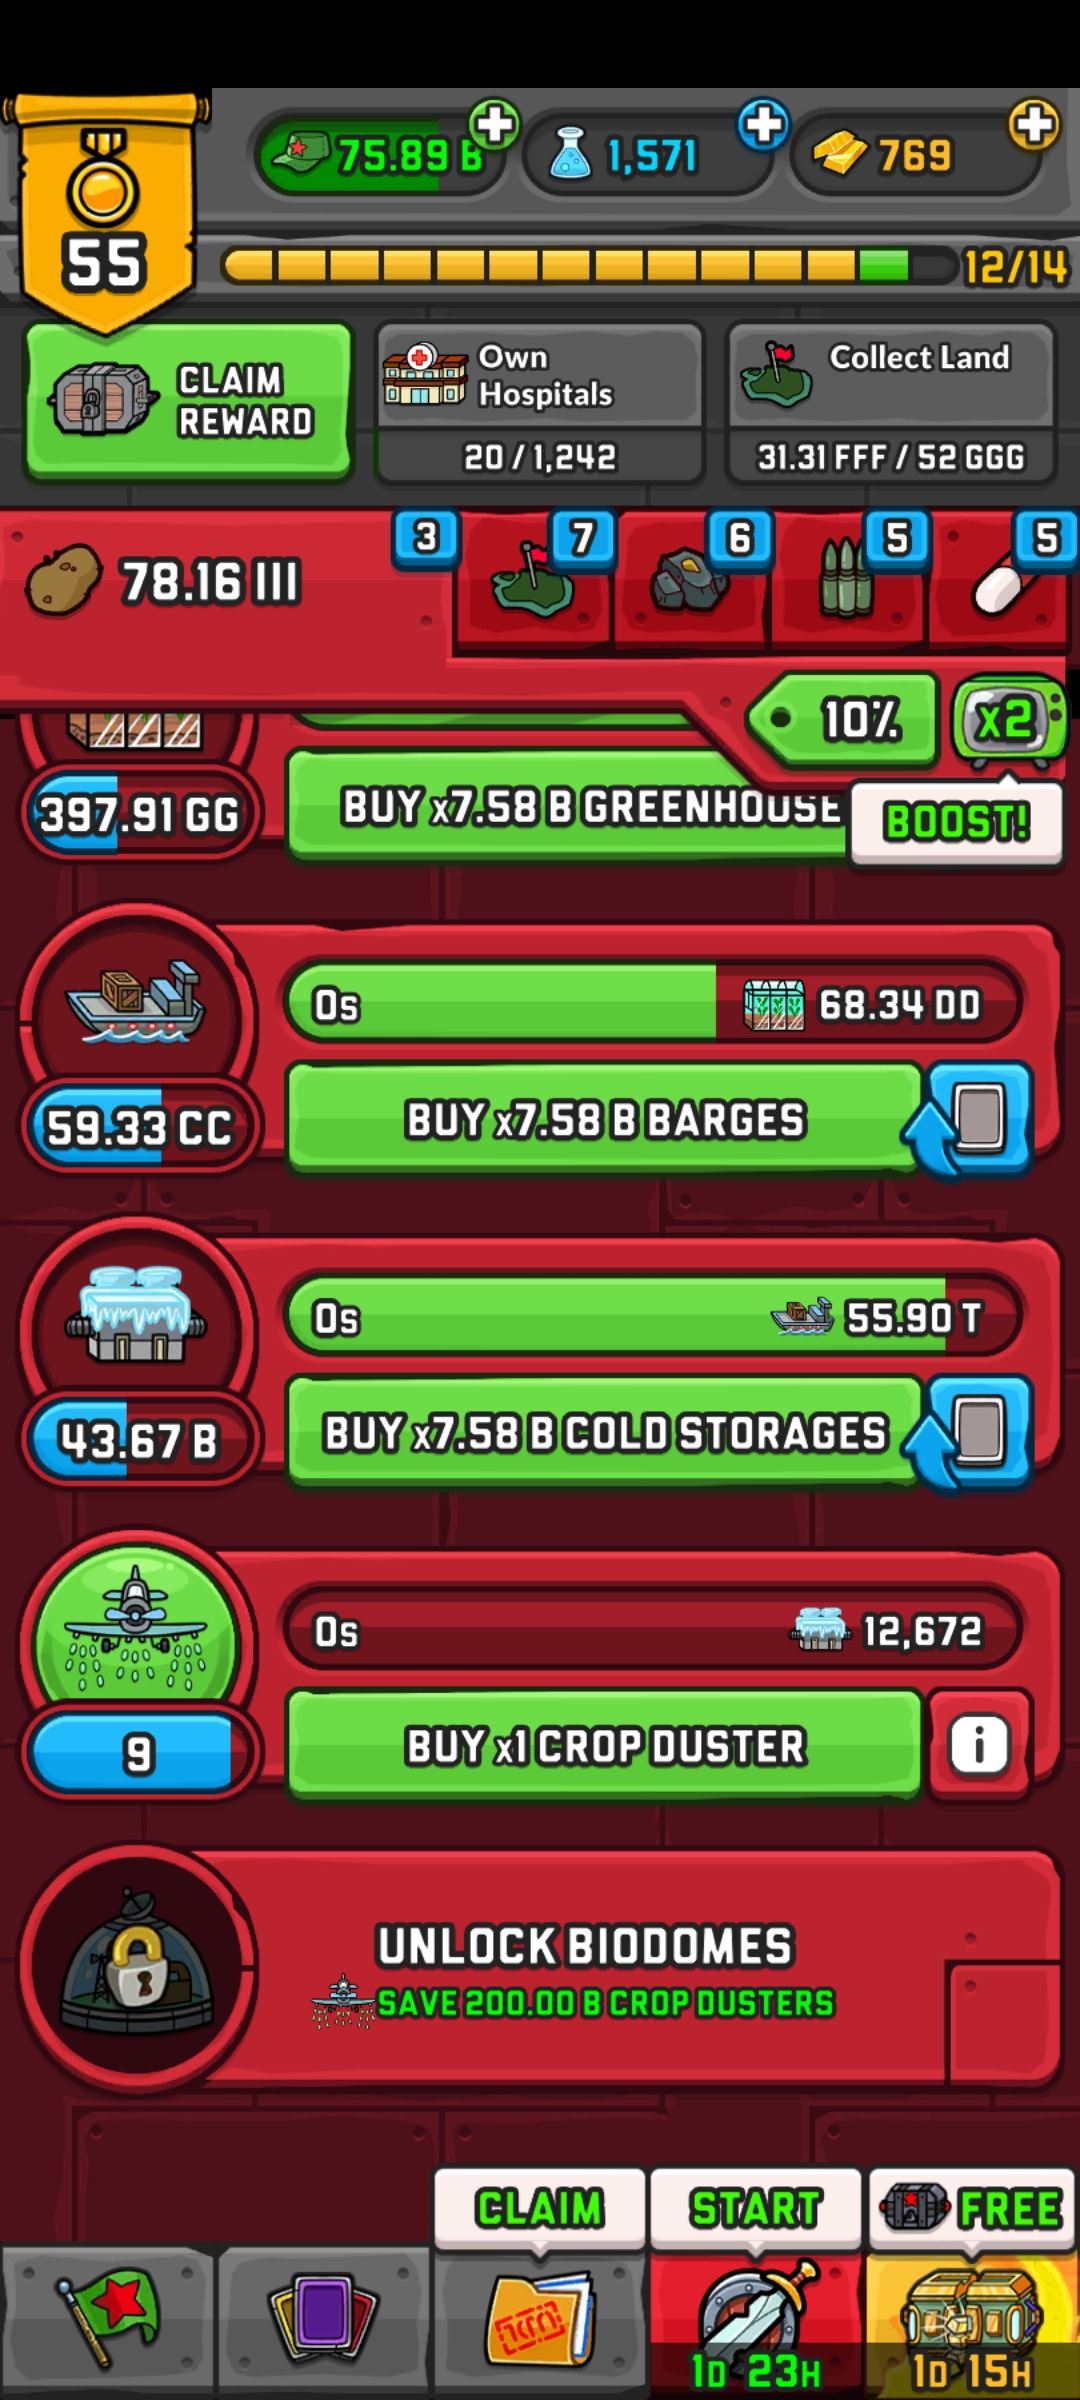 55
75.89 B
1,571
769
12/14
CLAIM
REWARD
Own
Hospitals
20 / 1,242
Collect Land
31.31 FFF / 52 GGG
78.16 III
3
7
6
5
5
10%
x2
BOOST!
397.91 GG
BUY x7.58 B GREENHOUSE
0s
68.34 DD
59.33 CC
BUY x7.58 B BARGES
0s
55.90 T
43.67 B
BUY x7.58 B COLD STORAGES
0s
12,672
9
BUY x1 CROP DUSTER
i
UNLOCK BIODOMES
SAVE 200.00 B CROP DUSTERS
CLAIM
START
FREE
1D 23H
1D 15H